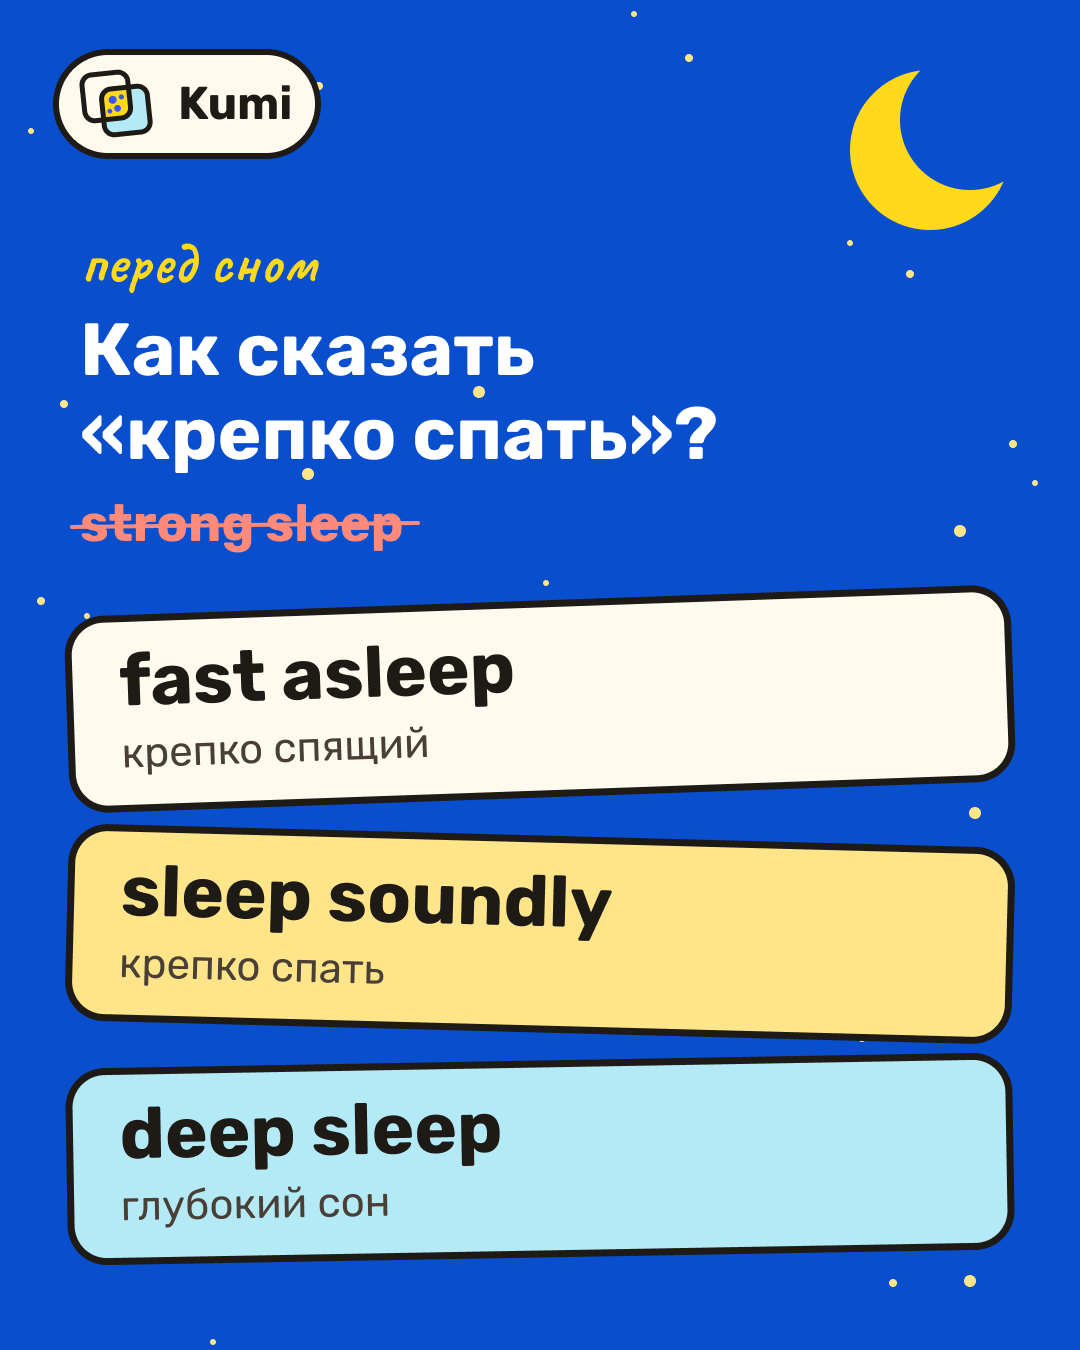 Kumi
перед сном
Как сказать
«крепко спать»?
strong sleep
fast asleep
крепко спящий
sleep soundly
крепко спать
deep sleep
глубокий сон